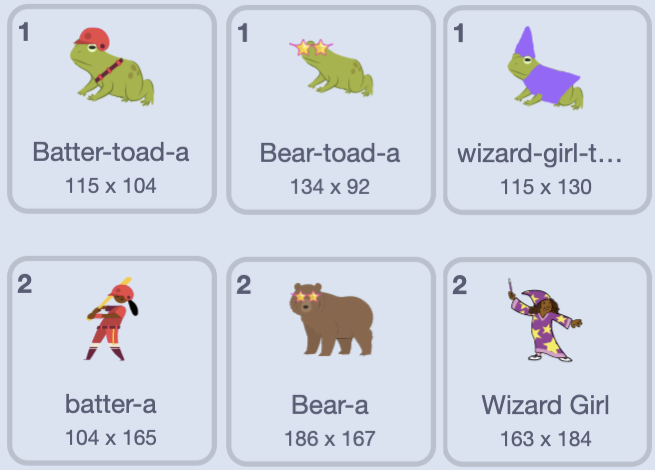 1
1
1
Batter-toad-a
Bear-toad-a
wizard-girl-t...
115 x 104
134 x 92
115 x 130
2
2
2
batter-a
Bear-a
Wizard Girl
104 x 165
186 x 167
163 x 184